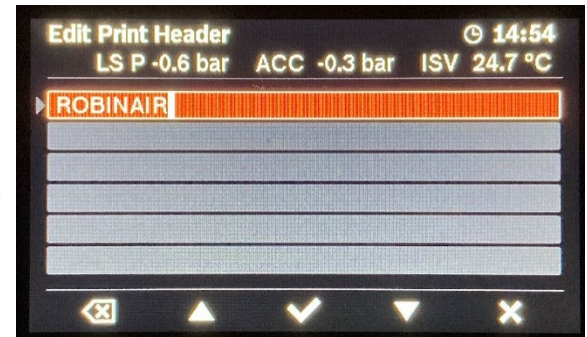 Edit Print Header 14:54
LS P -0.6 bar ACC -0.3 bar ISV 24.7 °C
ROBINAIR